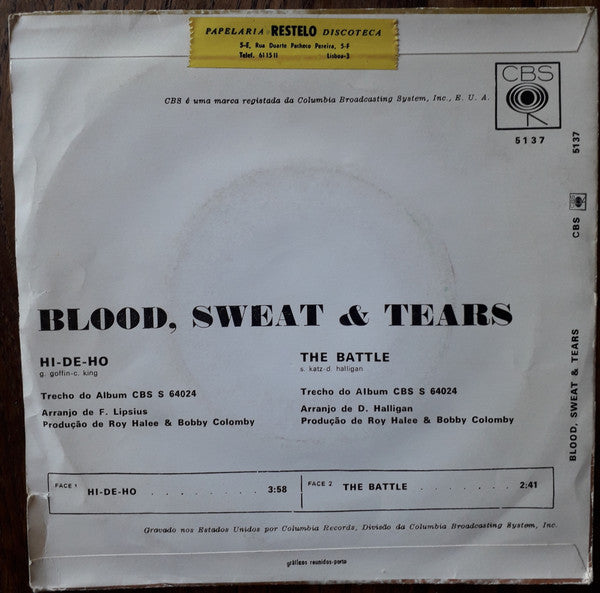 PAPELARIA RESTELO DISCOTECA
5-E, Rua Duarte Pacheco Pereira, 5-F
Telef. 611511 Lisboa-3
CBS é uma marca registada da Columbia Broadcasting System, Inc., E. U. A.
CBS
5137
5137
CBS
BLOOD, SWEAT & TEARS
BLOOD, SWEAT & TEARS
HI-DE-HO
g. goffin-c. king
Trecho do Album CBS S 64024
Arranjo de F. Lipsius
Produção de Roy Halee & Bobby Colomby
THE BATTLE
s. katz-d. halligan
Trecho do Album CBS S 64024
Arranjo de D. Halligan
Produção de Roy Halee & Bobby Colomby
FACE 1 HI-DE-HO . . . . . . . . 3:58
FACE 2 THE BATTLE . . . . . . . . 2:41
Gravado nos Estados Unidos por Columbia Records, Divisão da Columbia Broadcasting System, Inc.
gráficos reunidos-porto